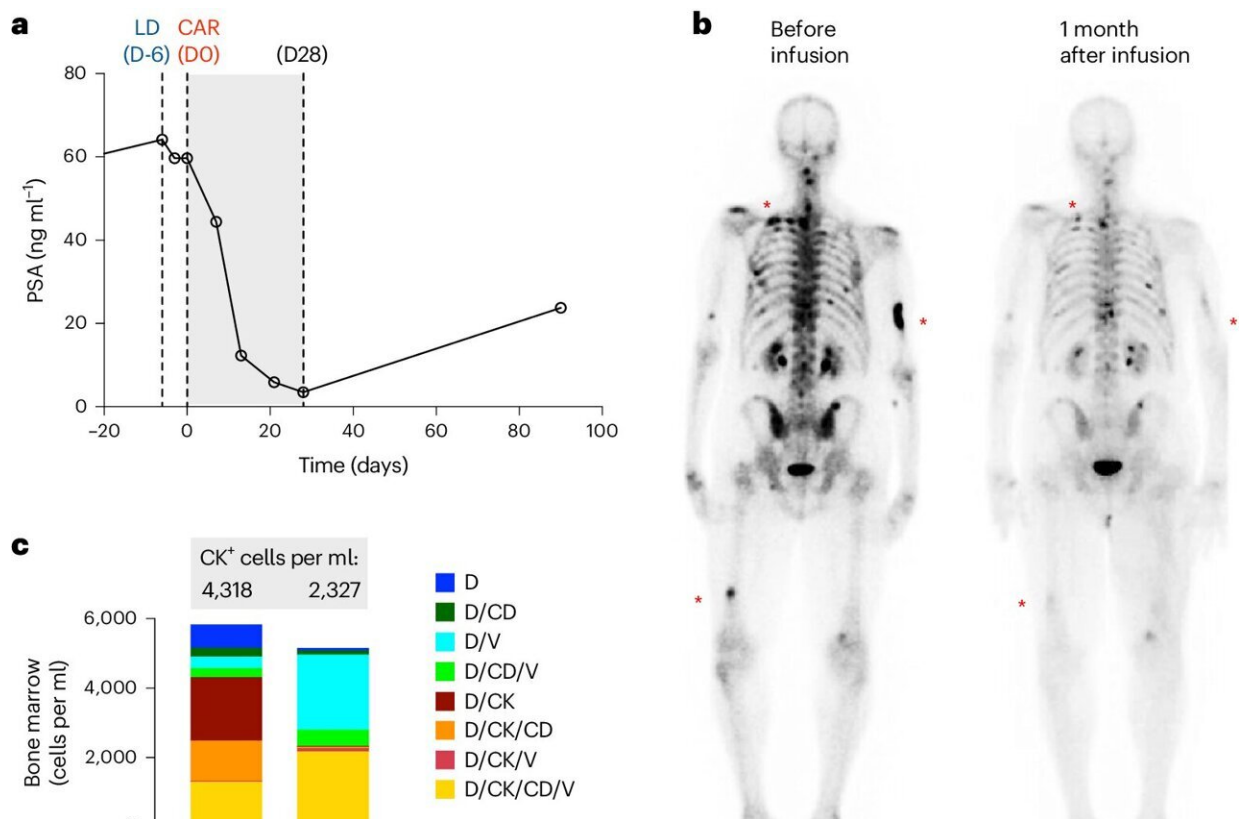 a
LD
(D-6)
CAR
(D0)
(D28)
80
60
40
20
0
PSA (ng ml⁻¹)
−20
0
20
40
60
80
100
Time (days)
b
Before
infusion
1 month
after infusion
*
*
*
*
*
*
c
CK⁺ cells per ml:
4,318 2,327
6,000
4,000
2,000
Bone marrow
(cells per ml)
D
D/CD
D/V
D/CD/V
D/CK
D/CK/CD
D/CK/V
D/CK/CD/V